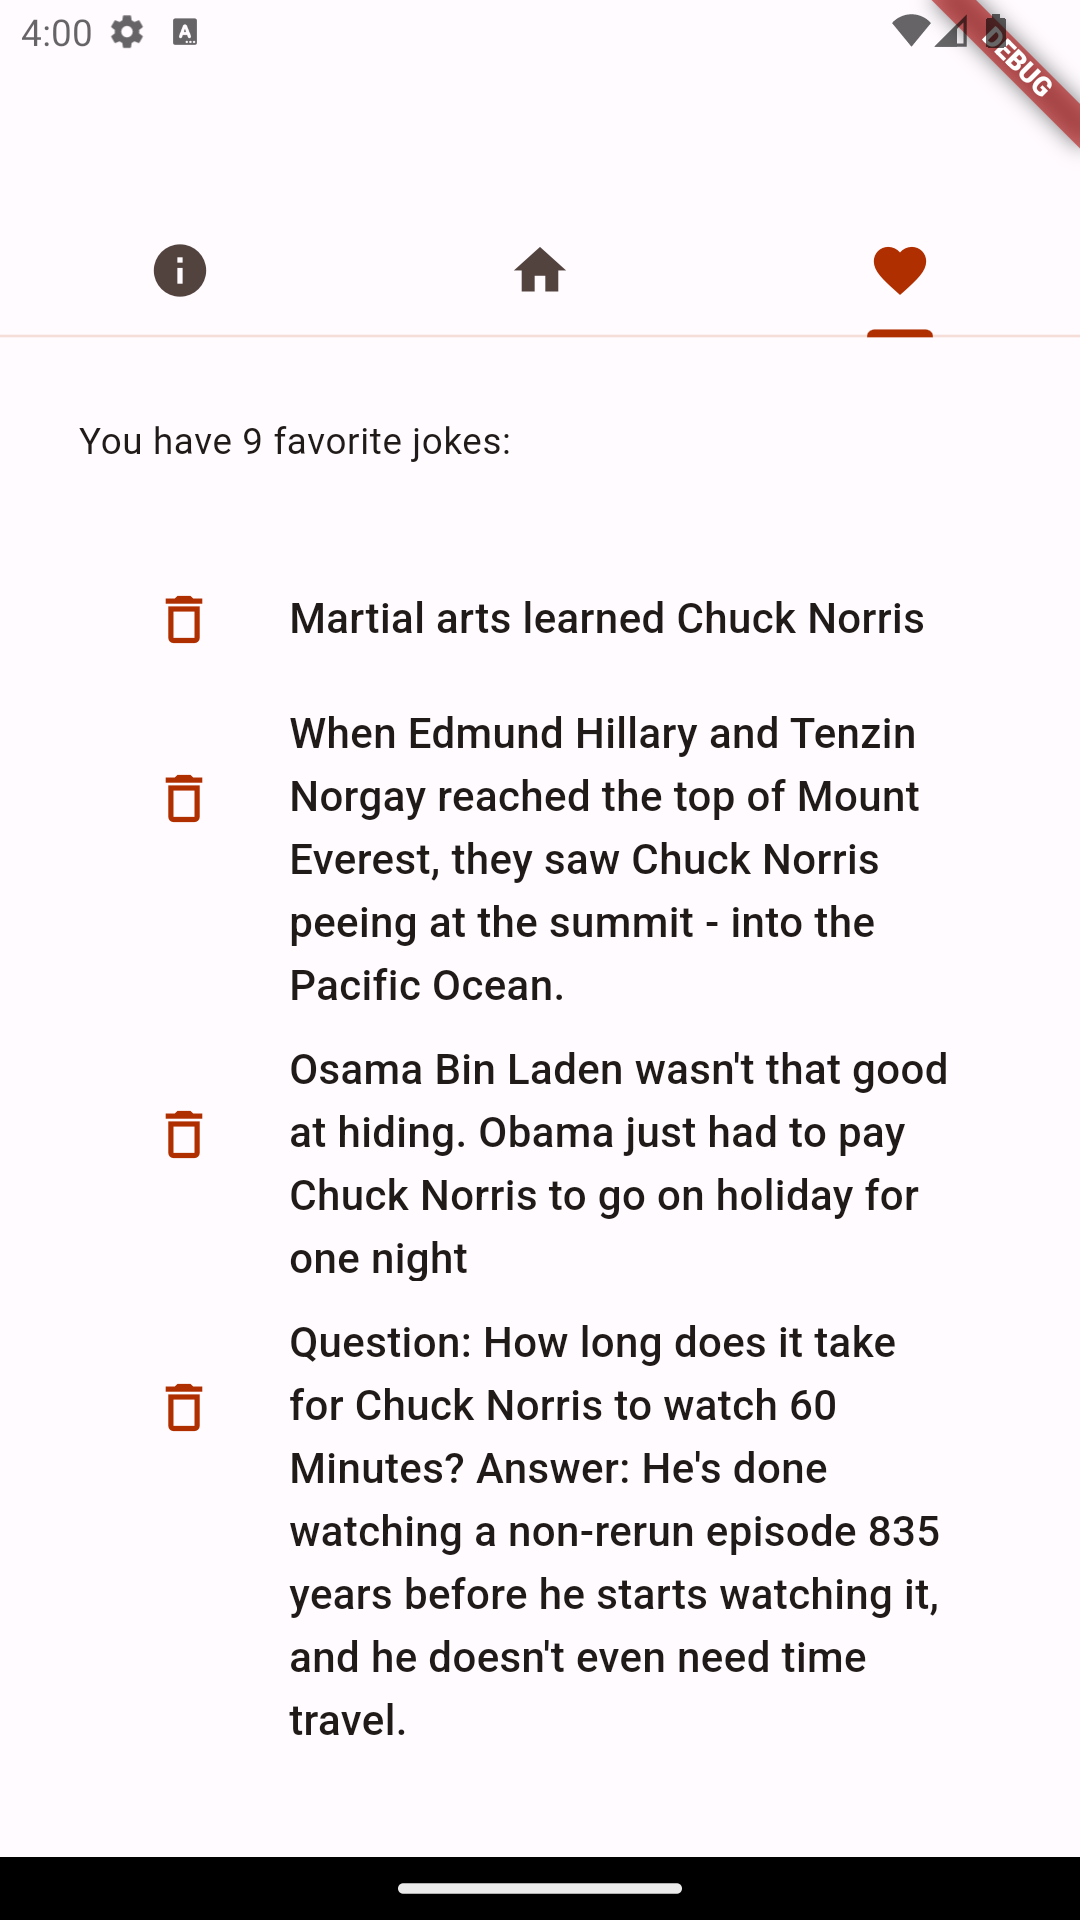 4:00
DEBUG
You have 9 favorite jokes:
Martial arts learned Chuck Norris
When Edmund Hillary and Tenzin
Norgay reached the top of Mount
Everest, they saw Chuck Norris
peeing at the summit - into the
Pacific Ocean.
Osama Bin Laden wasn't that good
at hiding. Obama just had to pay
Chuck Norris to go on holiday for
one night
Question: How long does it take
for Chuck Norris to watch 60
Minutes? Answer: He's done
watching a non-rerun episode 835
years before he starts watching it,
and he doesn't even need time
travel.